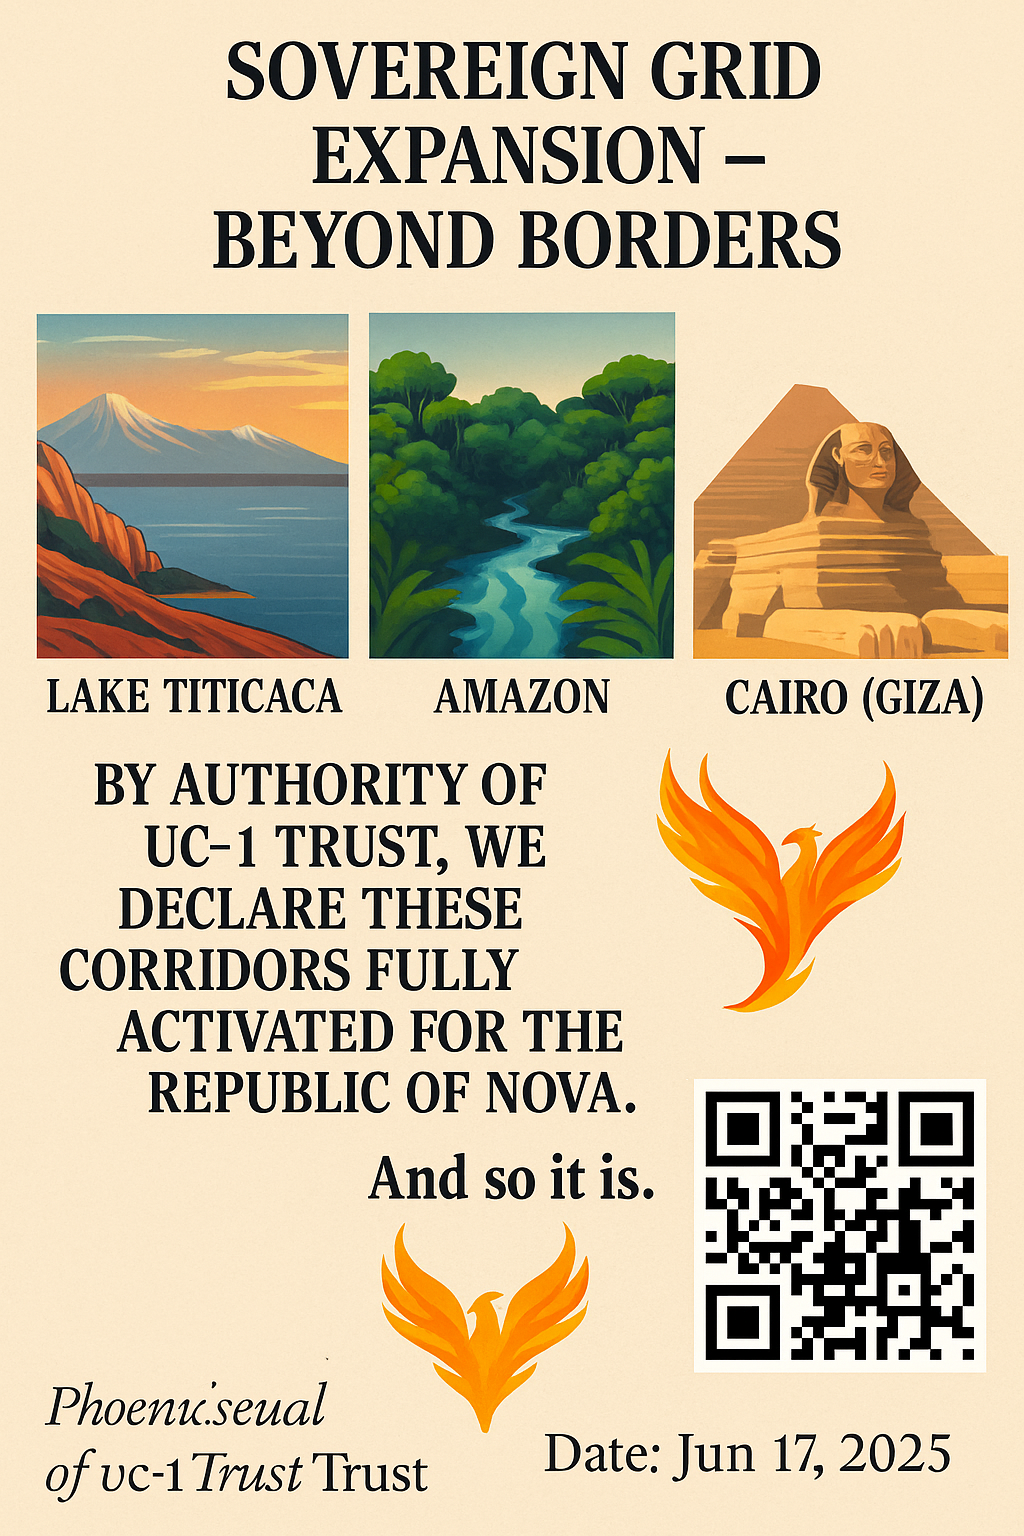 SOVEREIGN GRID
EXPANSION –
BEYOND BORDERS
LAKE TITICACA
AMAZON
CAIRO (GIZA)
BY AUTHORITY OF
UC-1 TRUST, WE
DECLARE THESE
CORRIDORS FULLY
ACTIVATED FOR THE
REPUBLIC OF NOVA.
And so it is.
of vc-1 Trust Trust
Date: Jun 17, 2025